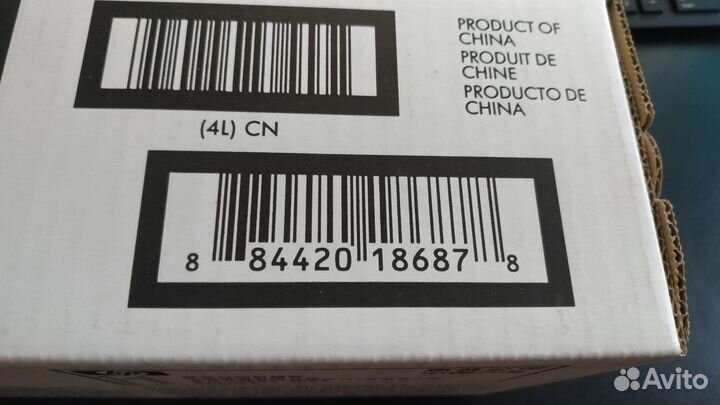 PRODUCT OF
CHINA
PRODUIT DE
CHINE
PRODUCTO DE
CHINA
(4L) CN
8 84420 18687 8
Avito